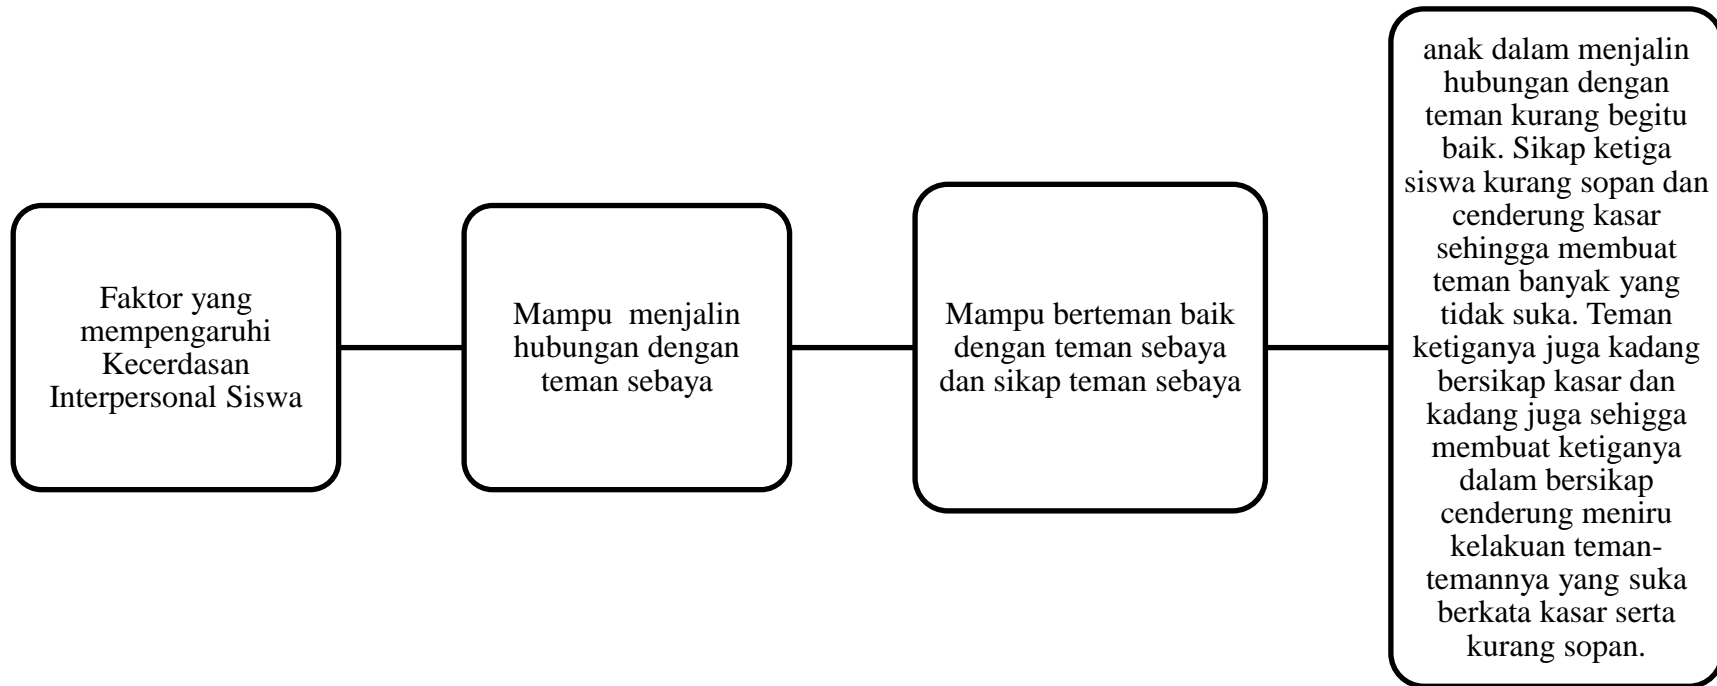 Faktor yang
mempengaruhi
Kecerdasan
Interpersonal Siswa
Mampu  menjalin
hubungan dengan
teman sebaya
Mampu berteman baik
dengan teman sebaya
dan sikap teman sebaya
anak dalam menjalin
hubungan dengan
teman kurang begitu
baik. Sikap ketiga
siswa kurang sopan dan
cenderung kasar
sehingga membuat
teman banyak yang
tidak suka. Teman
ketiganya juga kadang
bersikap kasar dan
kadang juga sehigga
membuat ketiganya
dalam bersikap
cenderung meniru
kelakuan teman-
temannya yang suka
berkata kasar serta
kurang sopan.